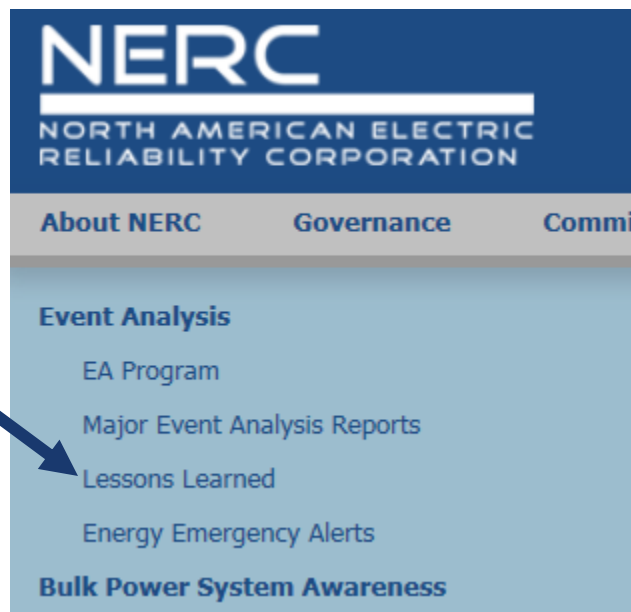 NERC
NORTH AMERICAN ELECTRIC
RELIABILITY CORPORATION
About NERC Governance
Event Analysis
EA Program
Major Event Analysis Reports
Lessons Learned
Energy Emergency Alerts
Bulk Power System Awareness